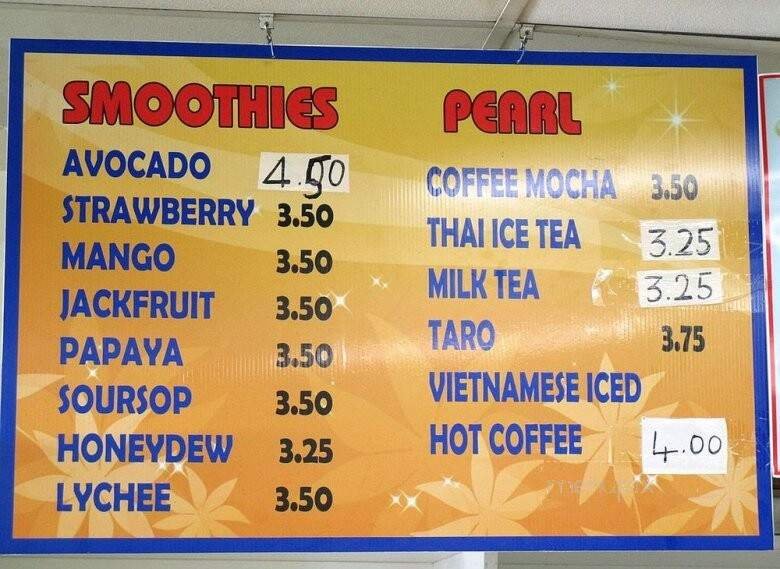 SMOOTHIES
AVOCADO 4.50
STRAWBERRY 3.50
MANGO 3.50
JACKFRUIT 3.50
PAPAYA 3.50
SOURSOP 3.50
HONEYDEW 3.25
LYCHEE 3.50
PEARL
COFFEE MOCHA 3.50
THAI ICE TEA 3.25
MILK TEA 3.25
TARO 3.75
VIETNAMESE ICED
HOT COFFEE 4.00